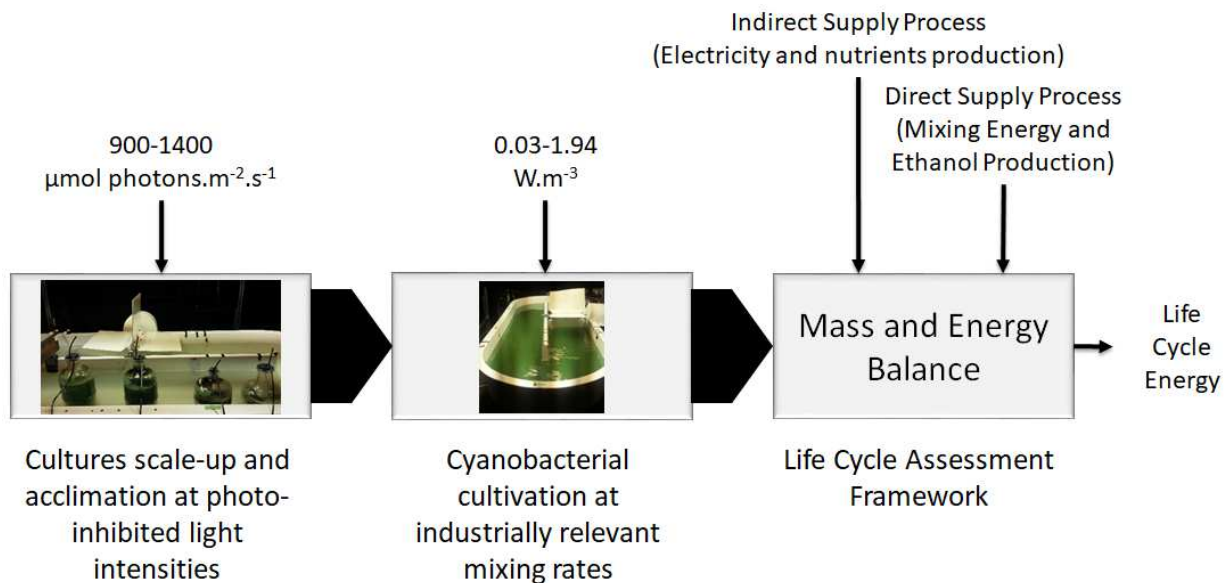 Indirect Supply Process
(Electricity and nutrients production)
Direct Supply Process
(Mixing Energy and
Ethanol Production)
900-1400
µmol photons.m⁻².s⁻¹
0.03-1.94
W.m⁻³
Mass and Energy
Balance
Life
Cycle
Energy
Cultures scale-up and
acclimation at photo-
inhibited light
intensities
Cyanobacterial
cultivation at
industrially relevant
mixing rates
Life Cycle Assessment
Framework